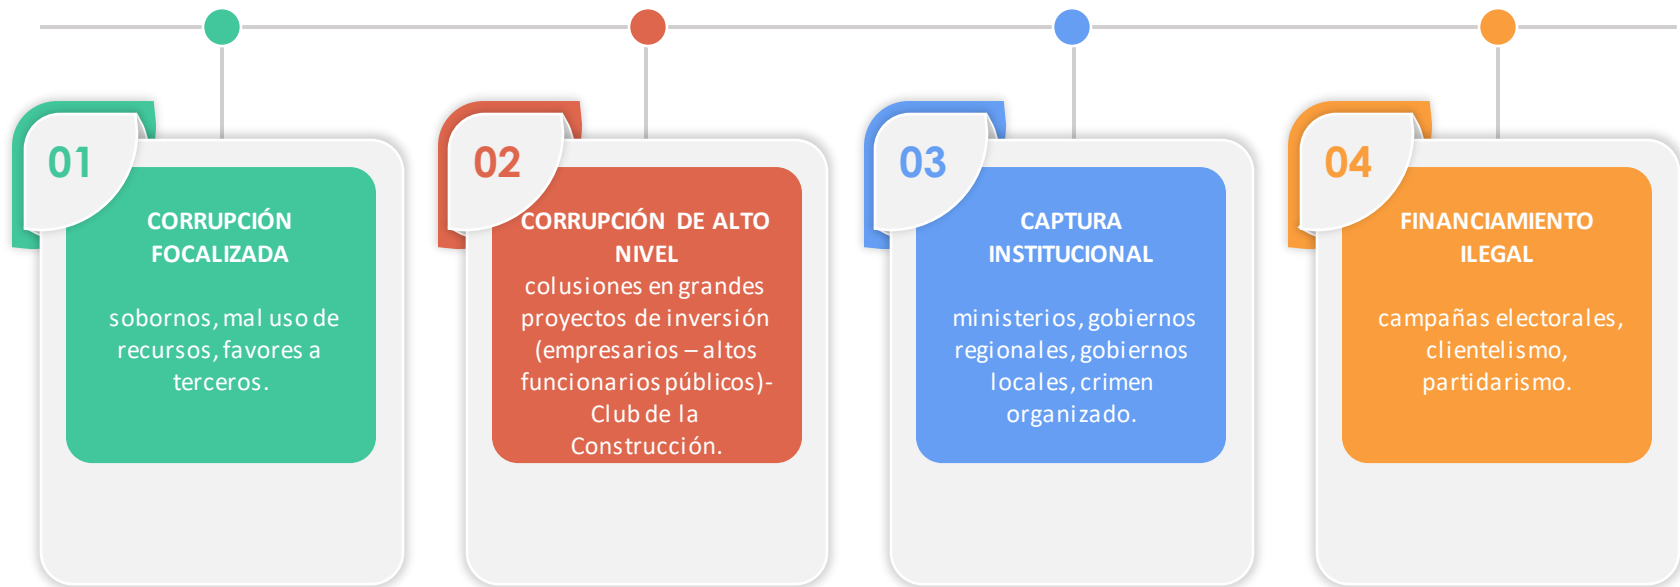 01
CORRUPCIÓN
FOCALIZADA
sobornos, mal uso de
recursos, favores a
terceros.
02
CORRUPCIÓN DE ALTO
NIVEL
colusiones en grandes
proyectos de inversión
(empresarios – altos
funcionarios públicos)-
Club de la
Construcción.
03
CAPTURA
INSTITUCIONAL
ministerios, gobiernos
regionales, gobiernos
locales, crimen
organizado.
04
FINANCIAMIENTO
ILEGAL
campañas electorales,
clientelismo,
partidarismo.